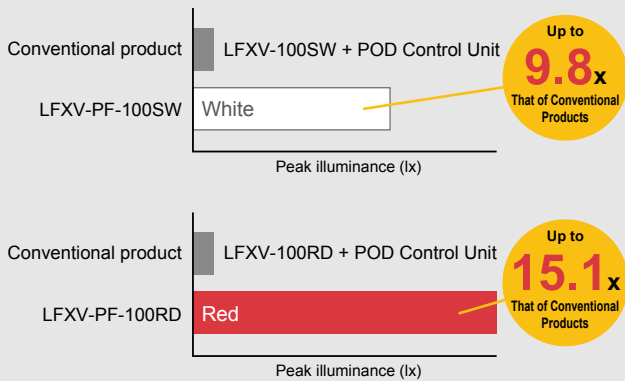 Up to
9.8x
That of Conventional
Products
Conventional product
LFXV-100SW + POD Control Unit
LFXV-PF-100SW
White
Peak illuminance (lx)
Up to
15.1x
That of Conventional
Products
Conventional product
LFXV-100RD + POD Control Unit
LFXV-PF-100RD
Red
Peak illuminance (lx)